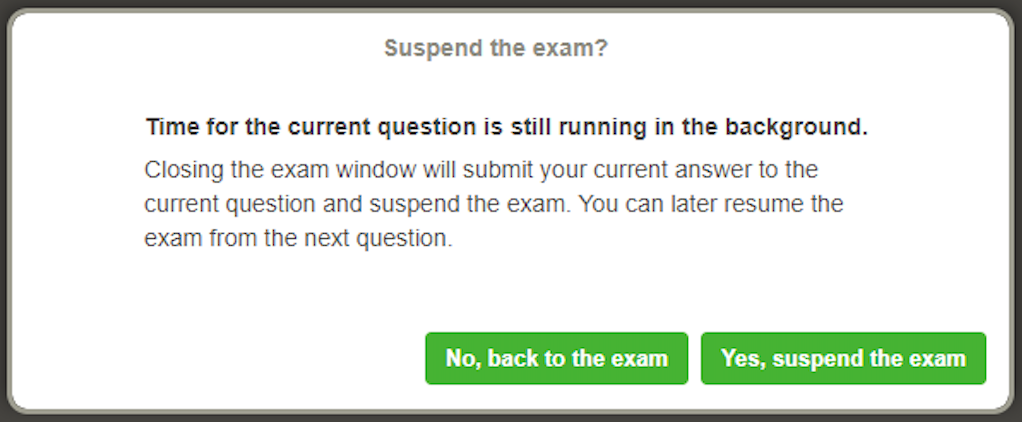 Suspend the exam?
Time for the current question is still running in the background.
Closing the exam window will submit your current answer to the
current question and suspend the exam. You can later resume the
exam from the next question.
No, back to the exam
Yes, suspend the exam